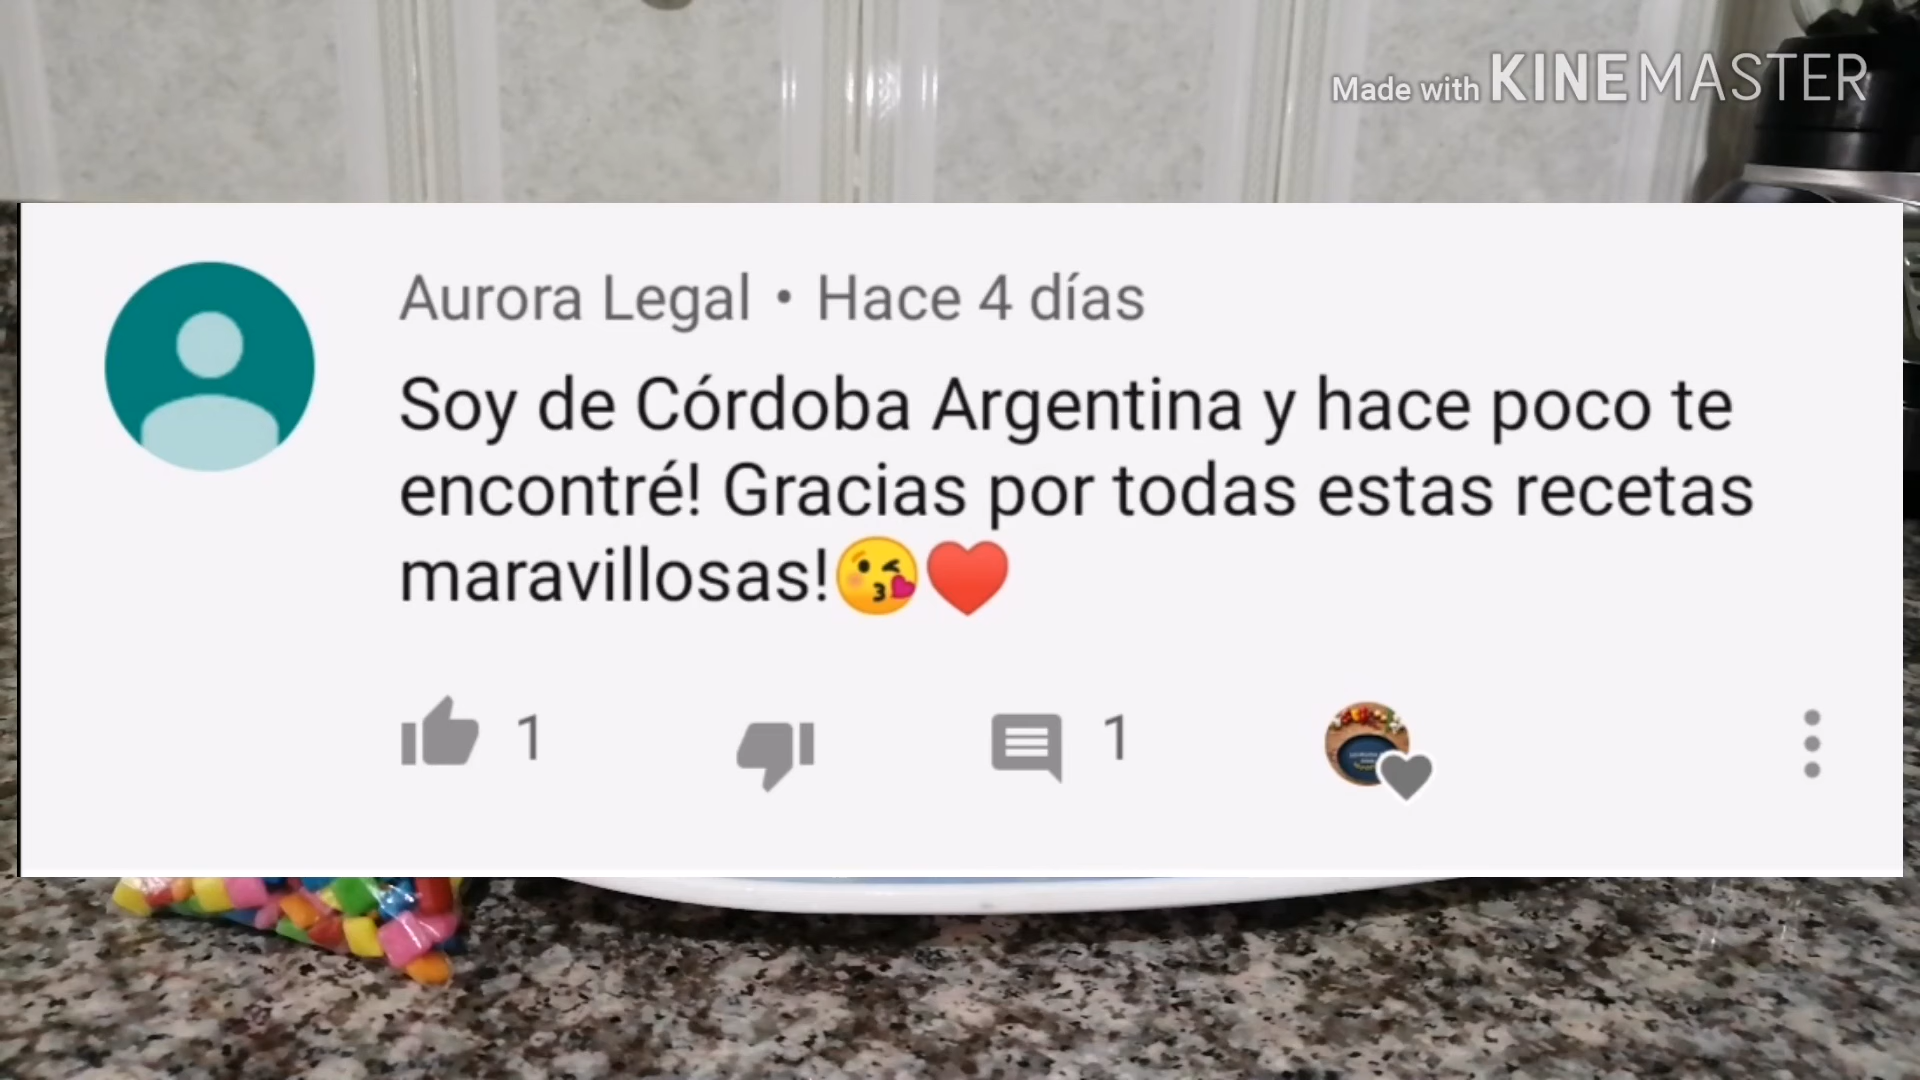 Made with KINEMASTER
Aurora Legal • Hace 4 días
Soy de Córdoba Argentina y hace poco te
encontré! Gracias por todas estas recetas
maravillosas!😘❤️
1
1